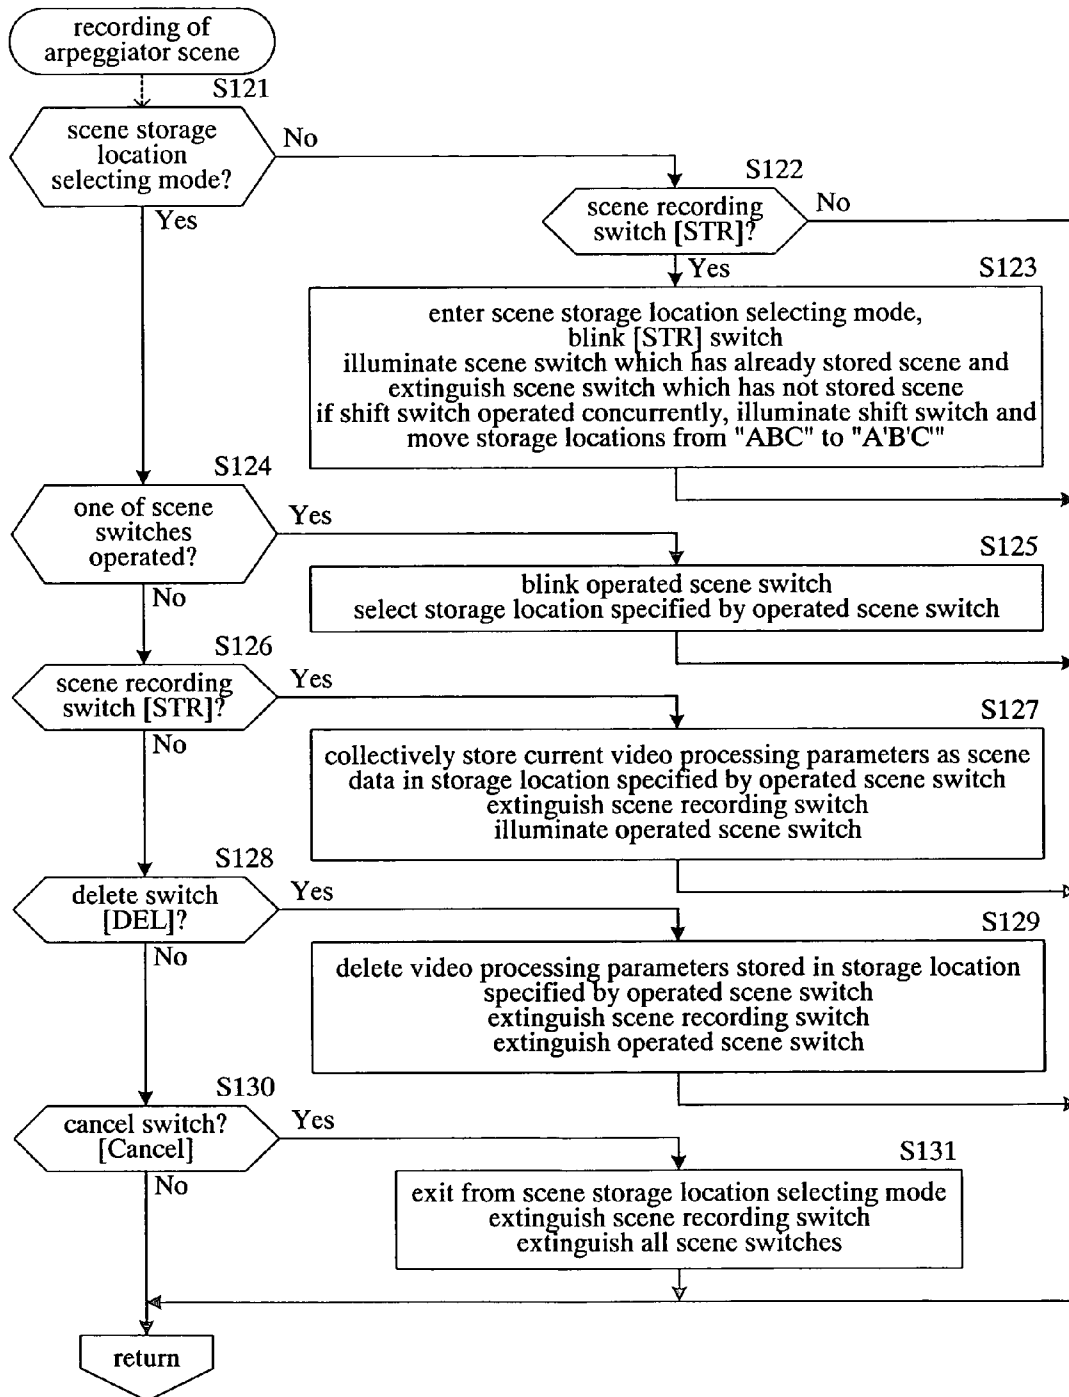 recording of
arpeggiator scene
S121
scene storage
location
selecting mode?
No
Yes
S122
scene recording
switch [STR]?
No
Yes
S123
enter scene storage location selecting mode,
blink [STR] switch
illuminate scene switch which has already stored scene and
extinguish scene switch which has not stored scene
if shift switch operated concurrently, illuminate shift switch and
move storage locations from "ABC" to "A'B'C'"
S124
one of scene
switches
operated?
Yes
No
S125
blink operated scene switch
select storage location specified by operated scene switch
S126
scene recording
switch [STR]?
Yes
No
S127
collectively store current video processing parameters as scene
data in storage location specified by operated scene switch
extinguish scene recording switch
illuminate operated scene switch
S128
delete switch
[DEL]?
Yes
No
S129
delete video processing parameters stored in storage location
specified by operated scene switch
extinguish scene recording switch
extinguish operated scene switch
S130
cancel switch?
[Cancel]
Yes
No
S131
exit from scene storage location selecting mode
extinguish scene recording switch
extinguish all scene switches
return